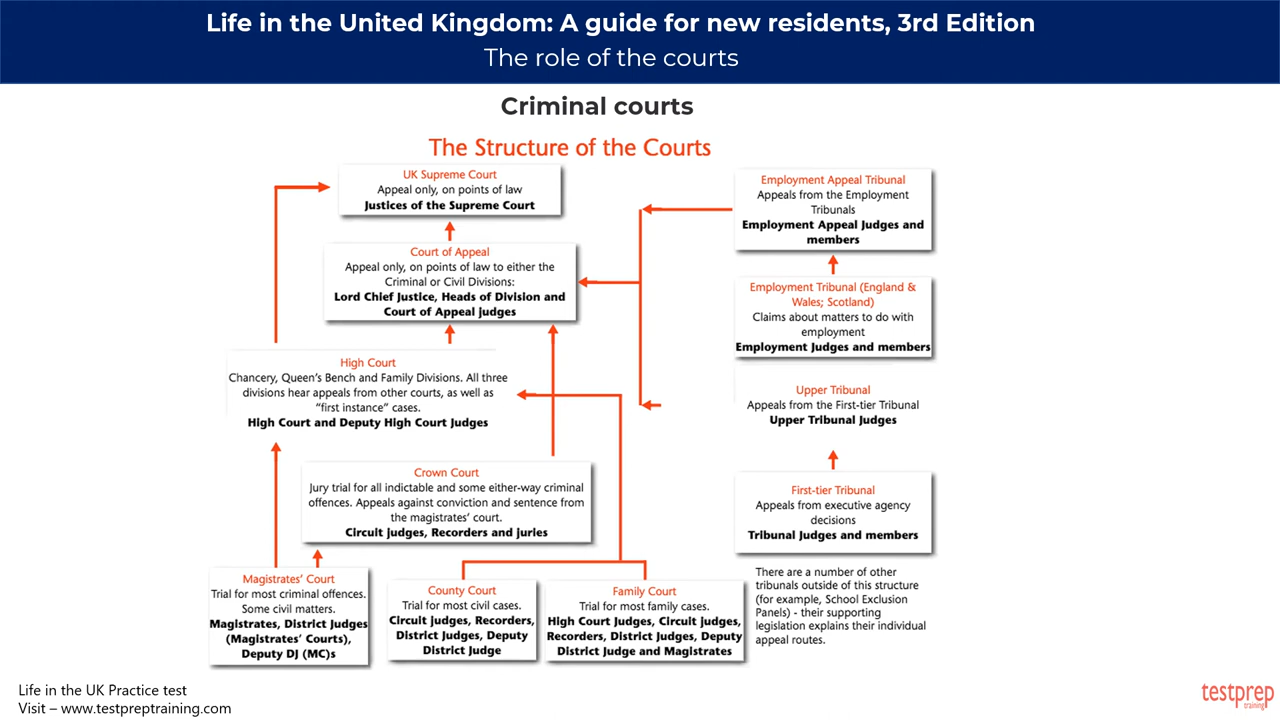 Life in the United Kingdom: A guide for new residents, 3rd Edition
The role of the courts
Criminal courts
The Structure of the Courts
UK Supreme Court
Appeal only, on points of law
Justices of the Supreme Court
Court of Appeal
Appeal only, on points of law to either the
Criminal or Civil Divisions:
Lord Chief Justice, Heads of Division and
Court of Appeal judges
High Court
Chancery, Queen's Bench and Family Divisions. All three
divisions hear appeals from other courts, as well as
"first instance" cases.
High Court and Deputy High Court Judges
Crown Court
Jury trial for all indictable and some either-way criminal
offences. Appeals against conviction and sentence from
the magistrates' court.
Circuit judges, Recorders and juries
Magistrates' Court
Trial for most criminal offences.
Some civil matters.
Magistrates, District Judges
(Magistrates' Courts),
Deputy DJ (MC)s
County Court
Trial for most civil cases.
Circuit judges, Recorders,
District Judges, Deputy
District Judge
Family Court
Trial for most family cases.
High Court Judges, Circuit judges,
Recorders, District Judges, Deputy
District Judge and Magistrates
Employment Appeal Tribunal
Appeals from the Employment
Tribunals
Employment Appeal Judges and
members
Employment Tribunal (England &
Wales; Scotland)
Claims about matters to do with
employment
Employment Judges and members
Upper Tribunal
Appeals from the First-tier Tribunal
Upper Tribunal Judges
First-tier Tribunal
Appeals from executive agency
decisions
Tribunal Judges and members
There are a number of other
tribunals outside of this structure
(for example, School Exclusion
Panels) - their supporting
legislation explains their individual
appeal routes.
Life in the UK Practice test
Visit – www.testpreptraining.com
testprep
training